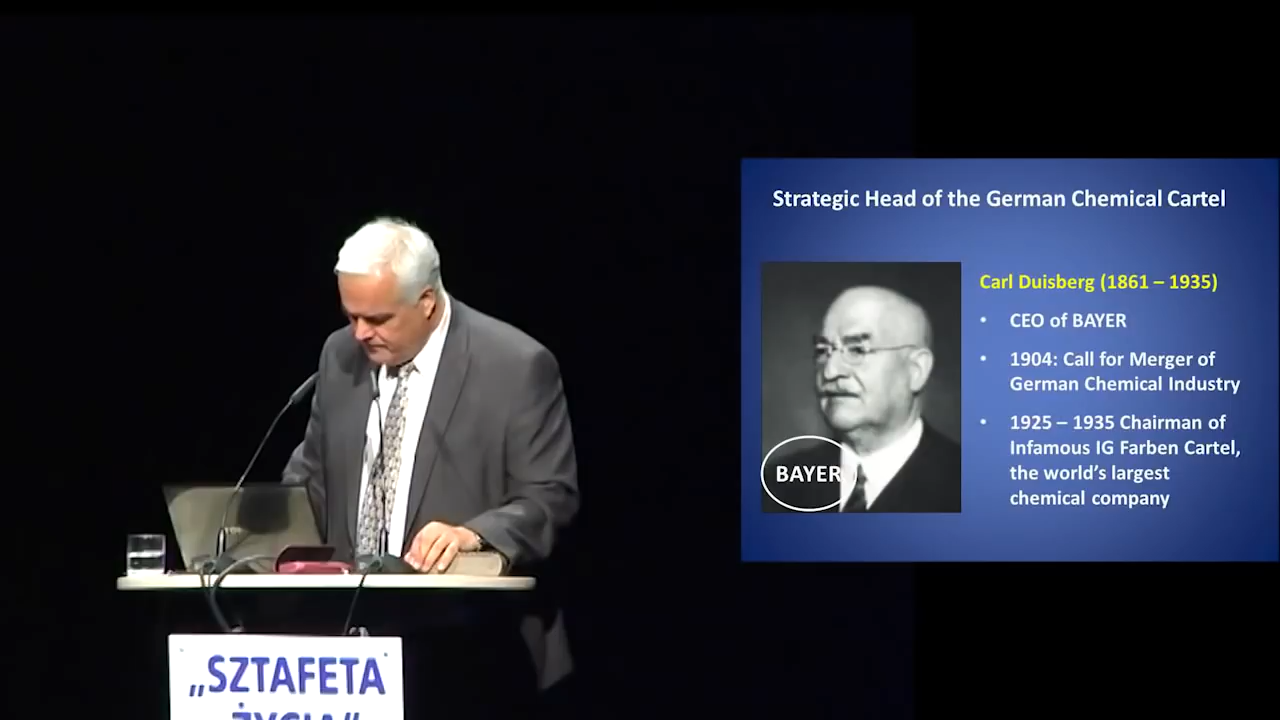 Strategic Head of the German Chemical Cartel
Carl Duisberg (1861 – 1935)
• CEO of BAYER
• 1904: Call for Merger of
German Chemical Industry
• 1925 – 1935 Chairman of
Infamous IG Farben Cartel,
the world's largest
chemical company
BAYER
„SZTAFETA
ŻYCIA"